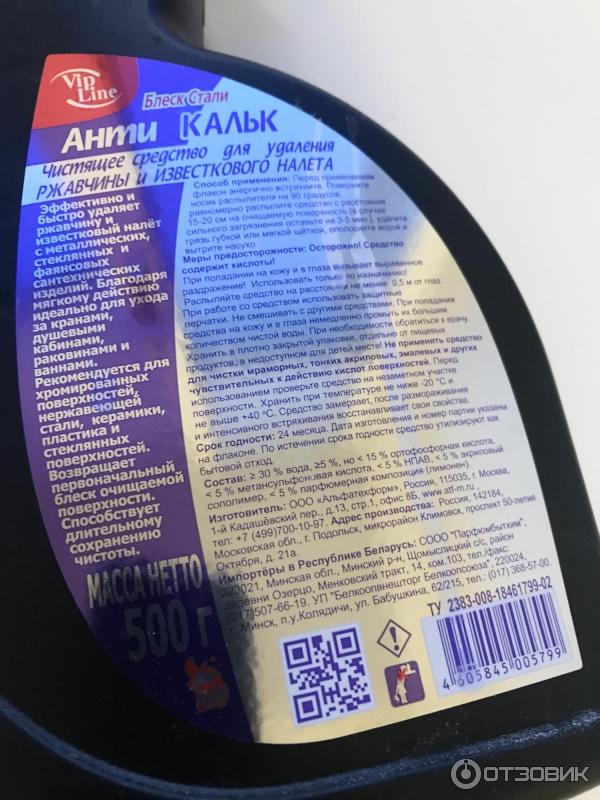 Vip
Line
Блеск Стали
Анти Кальк
Чистящее средство для удаления
РЖАВЧИНЫ И ИЗВЕСТКОВОГО НАЛЁТА
Эффективно и
быстро удаляет
ржавчину и
известковый налёт
с металлических,
стеклянных и
фаянсовых
сантехнических
изделий. Благодаря
мягкому действию
идеально для ухода
за кранами,
душевыми
кабинами,
раковинами и
ваннами.
Рекомендуется для
хромированных
поверхностей,
нержавеющей
стали, керамики,
пластика и
стеклянных
поверхностей.
Возвращает
первоначальный
блеск очищаемой
поверхности.
Способствует
длительному
сохранению
чистоты.
МАССА НЕТТО
500 г
Способ применения: Перед применением
флакон энергично встряхните. Поверните
носик распылителя на 90 градусов,
равномерно распылите средство с расстояния
15-20 см на очищаемую поверхность (в случае
сильного загрязнения оставить на 3-5 мин.), удалите
грязь губкой или мягкой щёткой, ополосните водой и
вытрите насухо.
Меры предосторожности: Осторожно! Средство
содержит кислоты!
При попадании на кожу и в глаза вызывает выраженное
раздражение! Использовать только по назначению!
Распыляйте средство на расстоянии не менее 0,5 м от глаз.
При работе со средством использовать защитные
перчатки. Не смешивать с другими средствами. При попадании
средства на кожу и в глаза немедленно промыть их большим
количеством чистой воды. При необходимости обратиться к врачу.
Хранить в плотно закрытой упаковке, отдельно от пищевых
продуктов, в недоступном для детей месте! Не применять средство
для чистки мраморных, тонких акриловых, эмалевых и других
чувствительных к действию кислот поверхностей. Перед
использованием проверьте средство на незаметном участке
поверхности. Хранить при температуре не ниже -20 °С и
не выше +40 °С. Средство замерзает, после размораживания
и интенсивного встряхивания восстанавливает свои свойства.
Срок годности: 24 месяца. Дата изготовления и номер партии указаны
на флаконе. По истечении срока годности средство утилизируют как
бытовой отход.
Состав: ≥ 30 % вода, ≥5 %, но < 15 % ортофосфорная кислота,
< 5 % метансульфоновая кислота, < 5 % НПАВ, < 5 % акриловый
сополимер, < 5 % парфюмерная композиция (лимонен).
Изготовитель: ООО «Альфатехформ», Россия, 115035, г. Москва,
1-й Кадашёвский пер., д.13, стр.1, офис 8Б, www.atf-m.ru ,
тел: +7 (499)700-10-97. Адрес производства: Россия, 142184,
Московская обл., г. Подольск, микрорайон Климовск, проспект 50-летия
Октября, д. 21а.
Импортёры в Республике Беларусь: СООО "Парфюмбытхим",
223021, Минская обл., Минский р-н, Щомыслицкий с/с, район
деревни Озерцо, Меньковский тракт, 14, ком.103, тел./факс:
(017)507-66-19. УП "Белкоопвнешторг Белкоопсоюза", 220024,
г. Минск, п.у.Колядичи, ул. Бабушкина, 62/215, тел.: (017) 368-57-00.
ТУ 2383-008-18461799-02
4 605845 005799
ОТЗОВИК